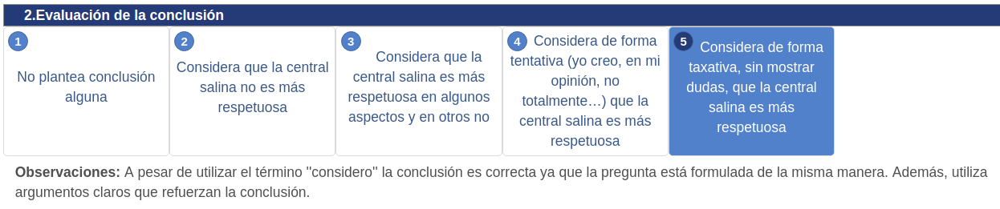 2.Evaluación de la conclusión
1
No plantea conclusión
alguna
2
Considera que la central
salina no es más
respetuosa
3
Considera que la
central salina es más
respetuosa en algunos
aspectos y en otros no
4 Considera de forma
tentativa (yo creo, en mi
opinión, no
totalmente…) que la
central salina es más
respetuosa
5 Considera de forma
taxativa, sin mostrar
dudas, que la central
salina es más
respetuosa
Observaciones: A pesar de utilizar el término "considero" la conclusión es correcta ya que la pregunta está formulada de la misma manera. Además, utiliza
argumentos claros que refuerzan la conclusión.